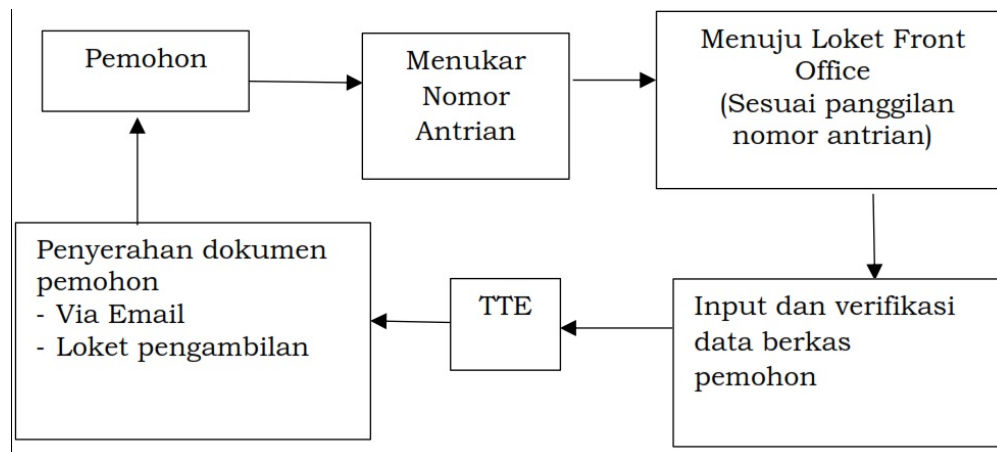 Pemohon
Menukar
Nomor
Antrian
Menuju Loket Front
Office
(Sesuai panggilan
nomor antrian)
Input dan verifikasi
data berkas
pemohon
TTE
Penyerahan dokumen
pemohon
- Via Email
- Loket pengambilan